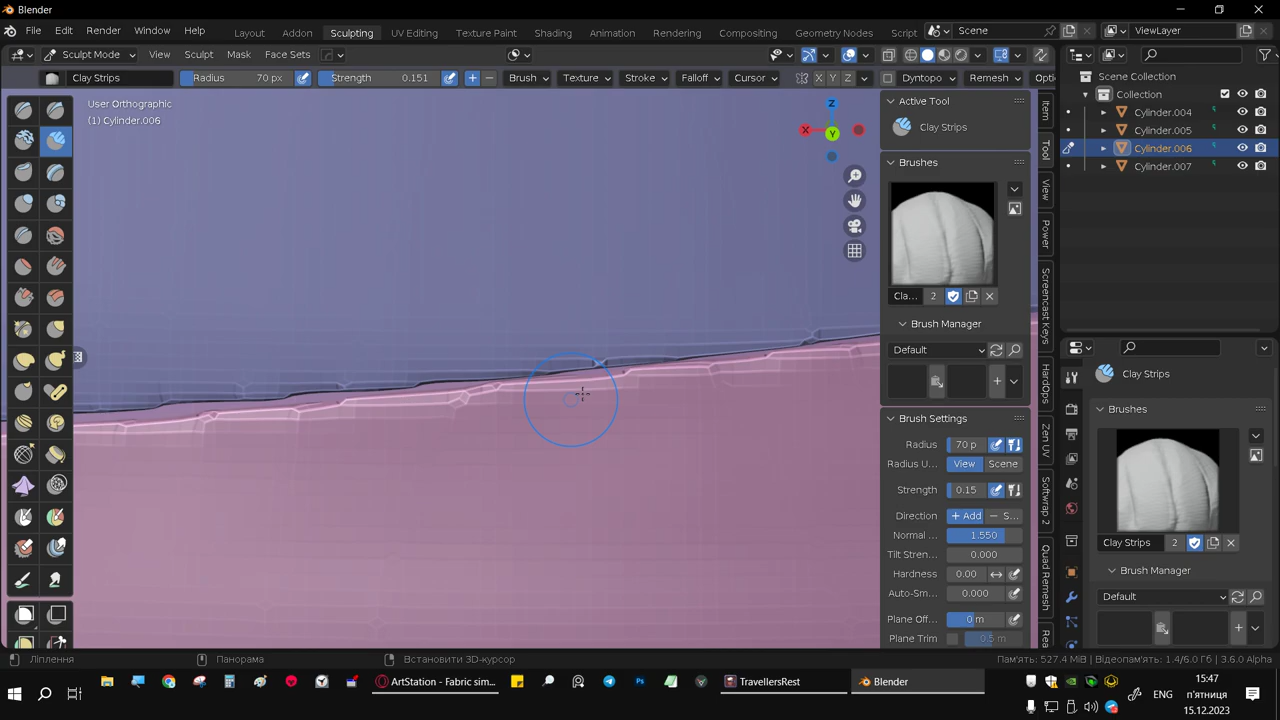 Blender
File Edit Render Window Help Layout Addon Modeling Sculpting UV Editing Texture Paint Shading Animation Rendering Compositing Geometry Nodes Scene ViewLayer
Sculpt Mode View Sculpt Mask Face Sets
Clay Strips Radius 70 px Strength 0.151 Brush Texture Stroke Falloff Cursor X Y Z Dyntopo Remesh Opti
User Orthographic
(1) Cylinder.006
Z
X
Y
Active Tool
Clay Strips
Brushes
Cla... 2
Brush Manager
Default
Brush Settings
Radius 70 p
Radius U... View Scene
Strength 0.15
Direction Add S...
Normal ... 1.550
Tilt Stren... 0.000
Hardness 0.00
Auto-Sm... 0.000
Plane Off... 0 m
Plane Trim 0.5 m
Item
Tool
View
Power
Screencast Keys
HardOps
Zen UV
Softwrap 2
Quad Remesh
Rea
Scene Collection
Collection
Cylinder.004
Cylinder.005
Cylinder.006
Cylinder.007
Clay Strips
Brushes
Clay Strips 2
Brush Manager
Default
Ліплення Панорама Встановити 3D-курсор Пам'ять: 527.4 MiB | Відеопам'ять: 1.4/6.0 Гб | 3.6.0 Alpha
ArtStation - Fabric sim... TravellersRest Blender
ENG
15:47
п'ятниця
15.12.2023